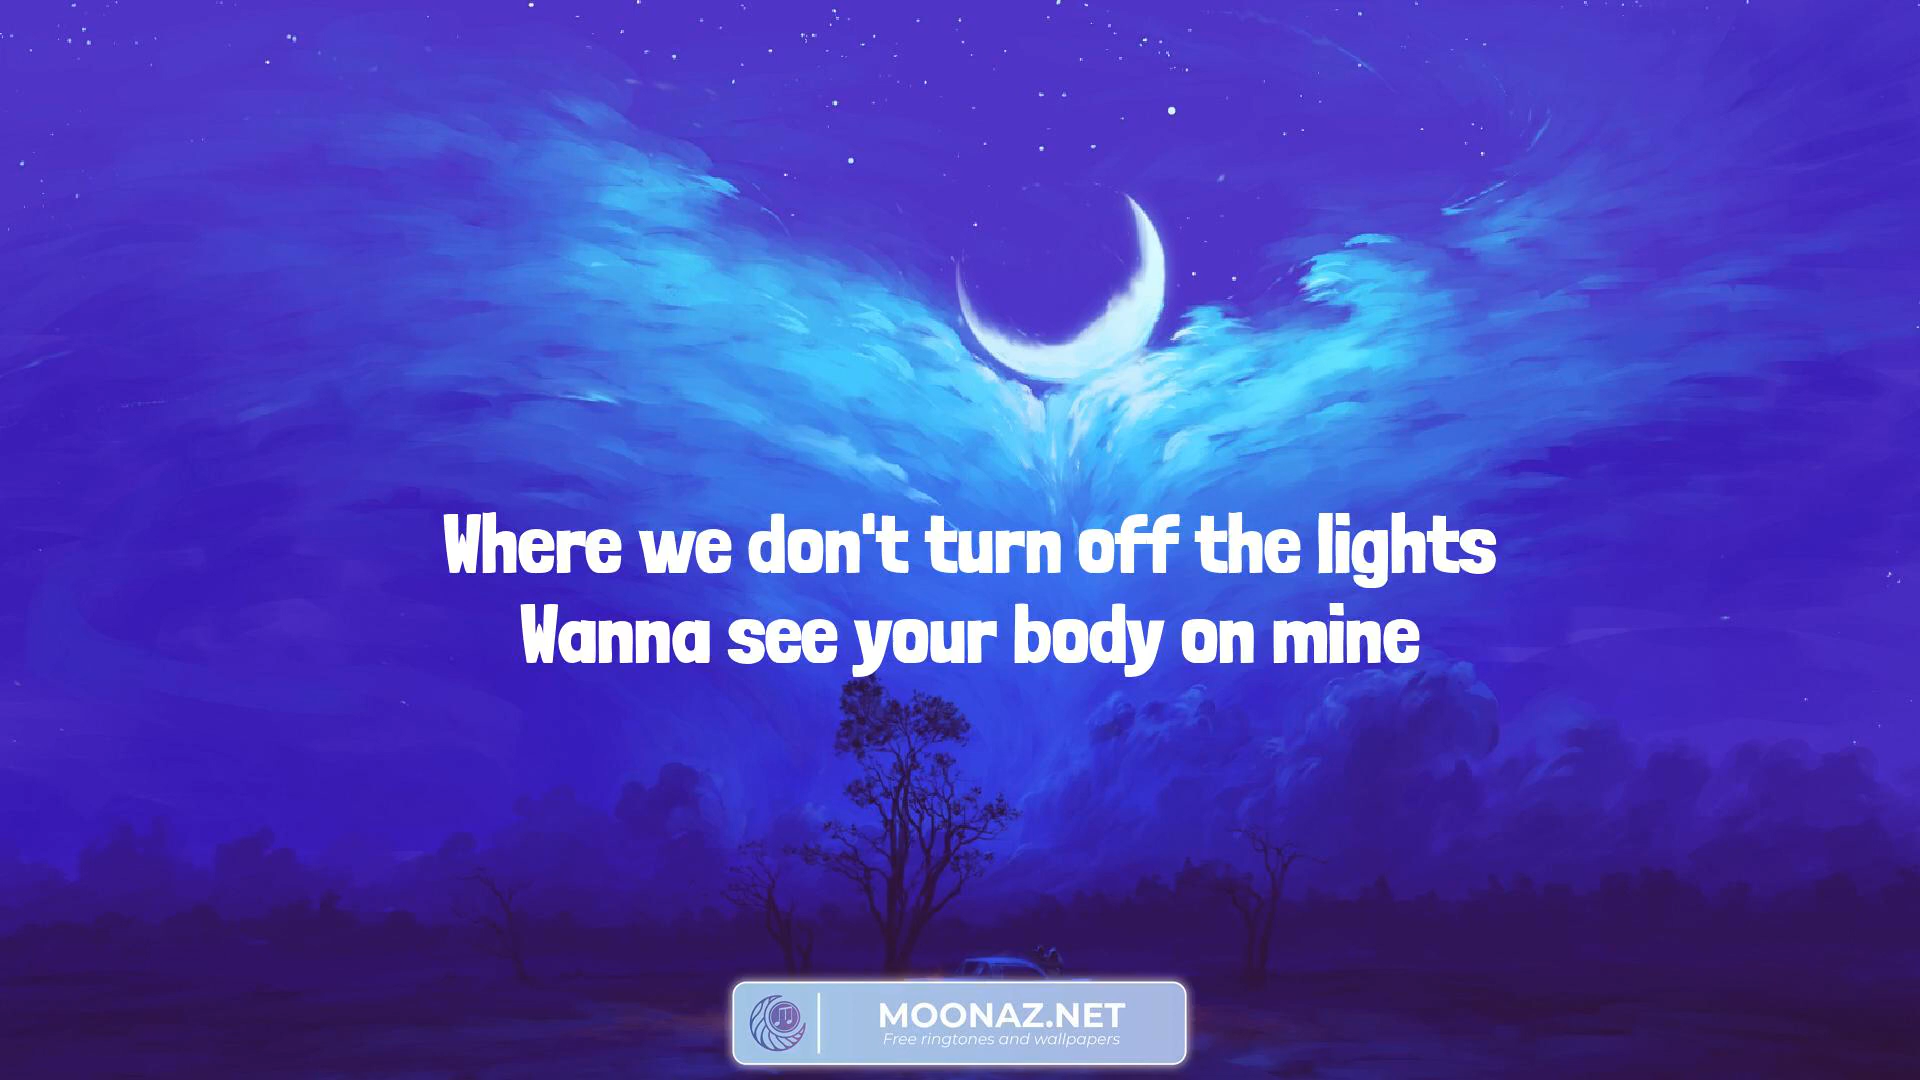 Where we don't turn off the lights
Wanna see your body on mine
MOONAZ.NET
Free ringtones and wallpapers